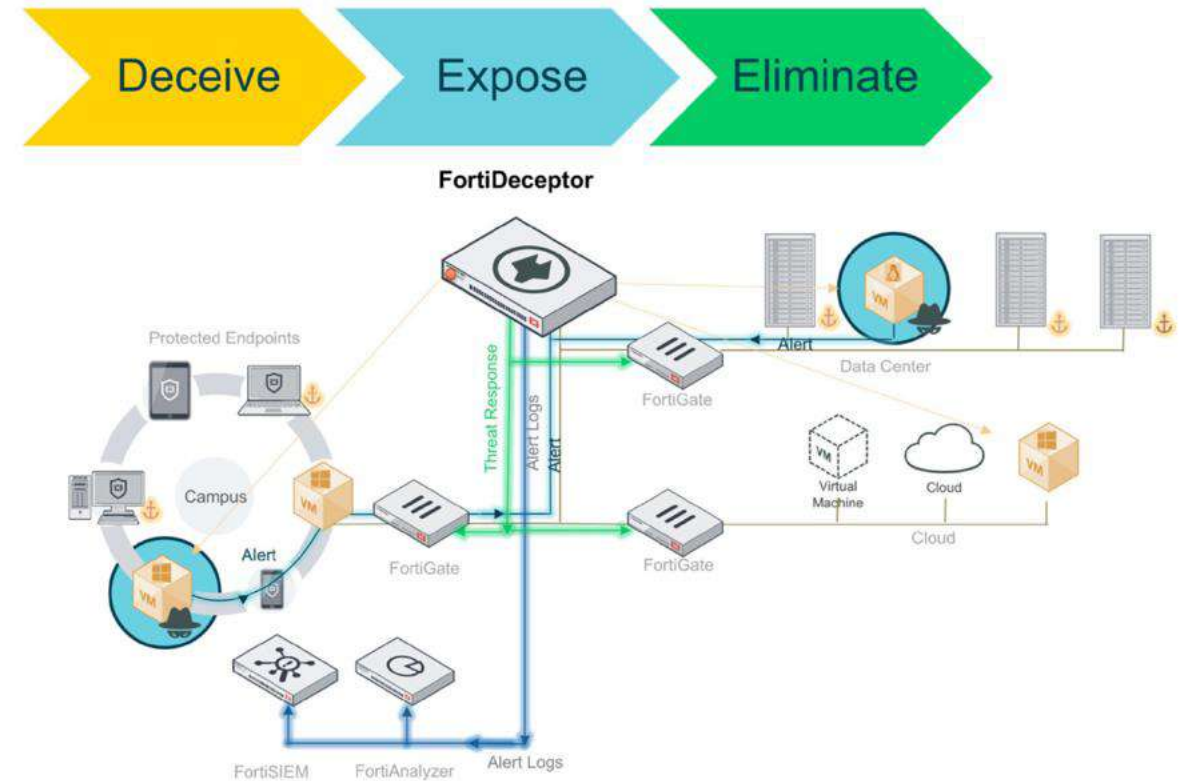 Deceive
Expose
Eliminate
FortiDeceptor
Protected Endpoints
Campus
Alert
VM
VM
FortiGate
Threat Response
Alert Logs
Alert
FortiGate
FortiGate
VM
Alert
Data Center
VM
Virtual
Machine
Cloud
VM
Cloud
FortiSIEM
FortiAnalyzer
Alert Logs